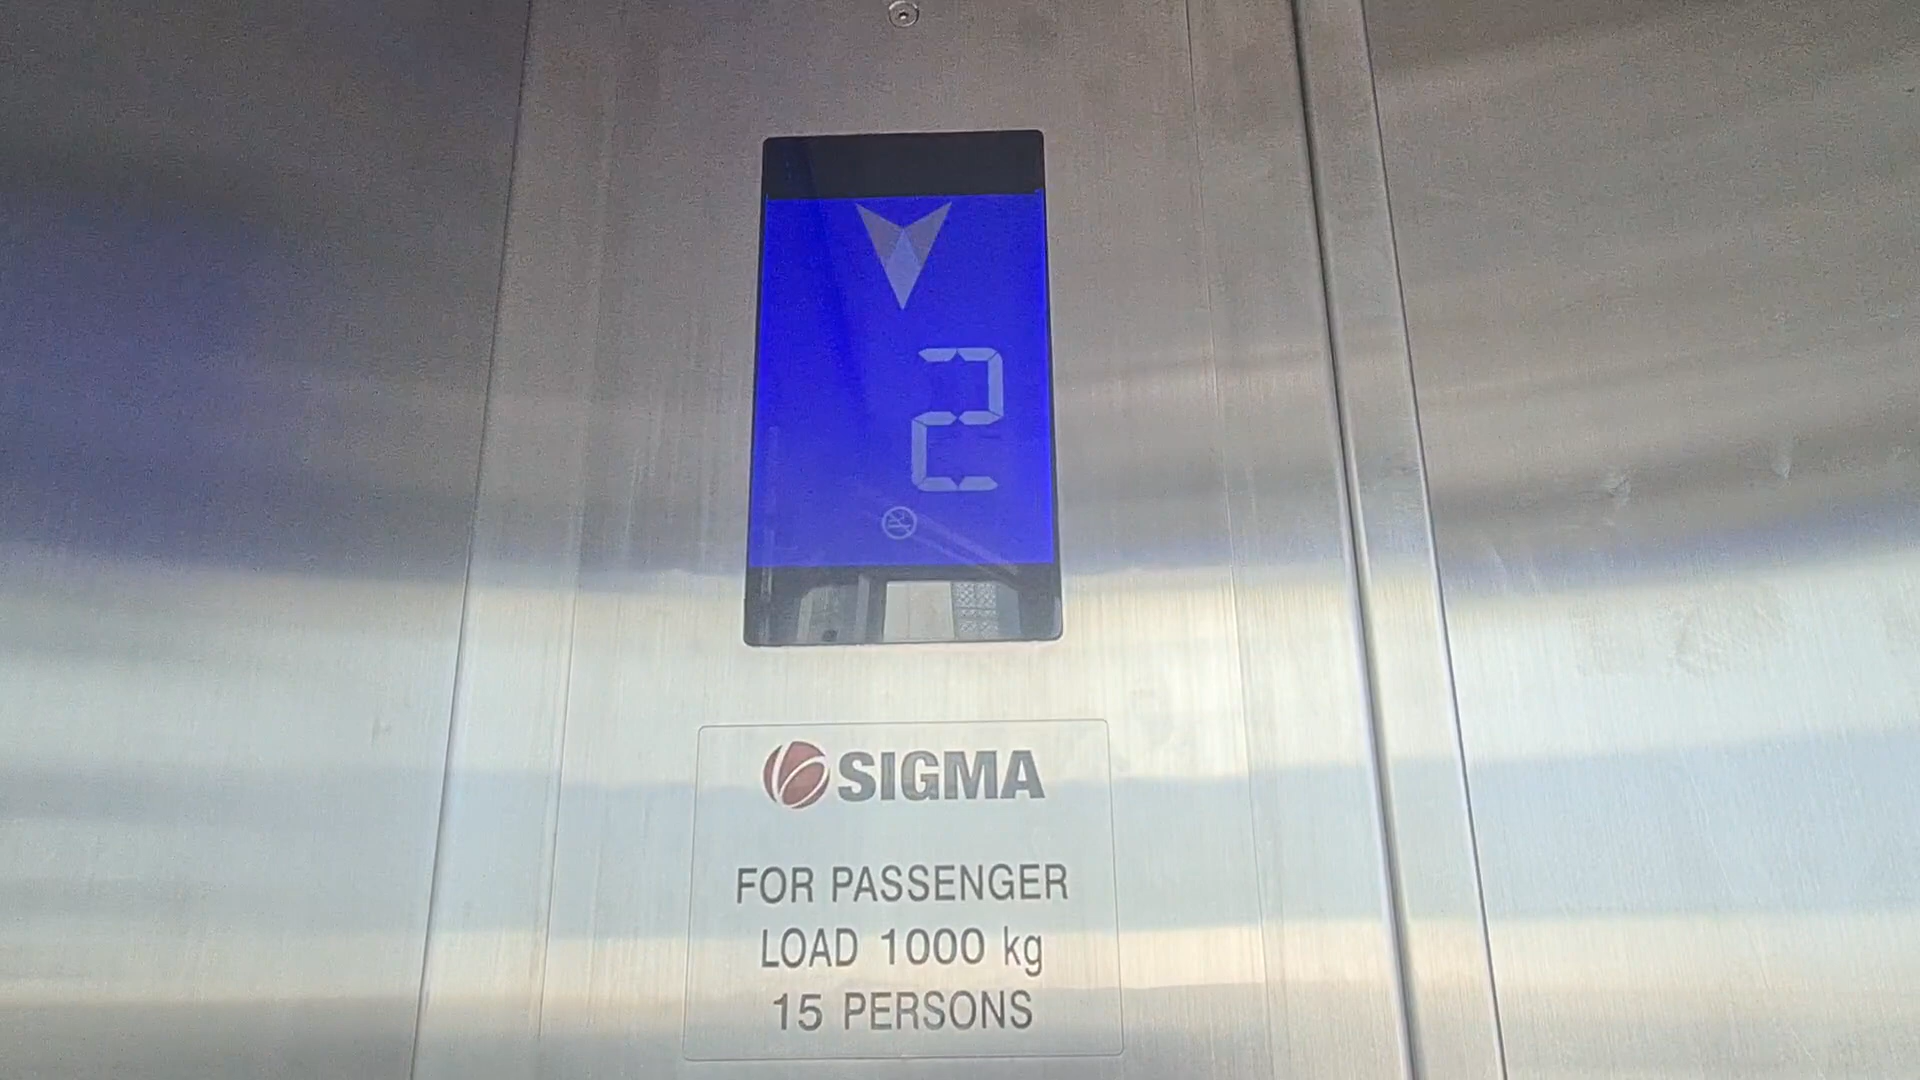 2
SIGMA
FOR PASSENGER
LOAD 1000 kg
15 PERSONS